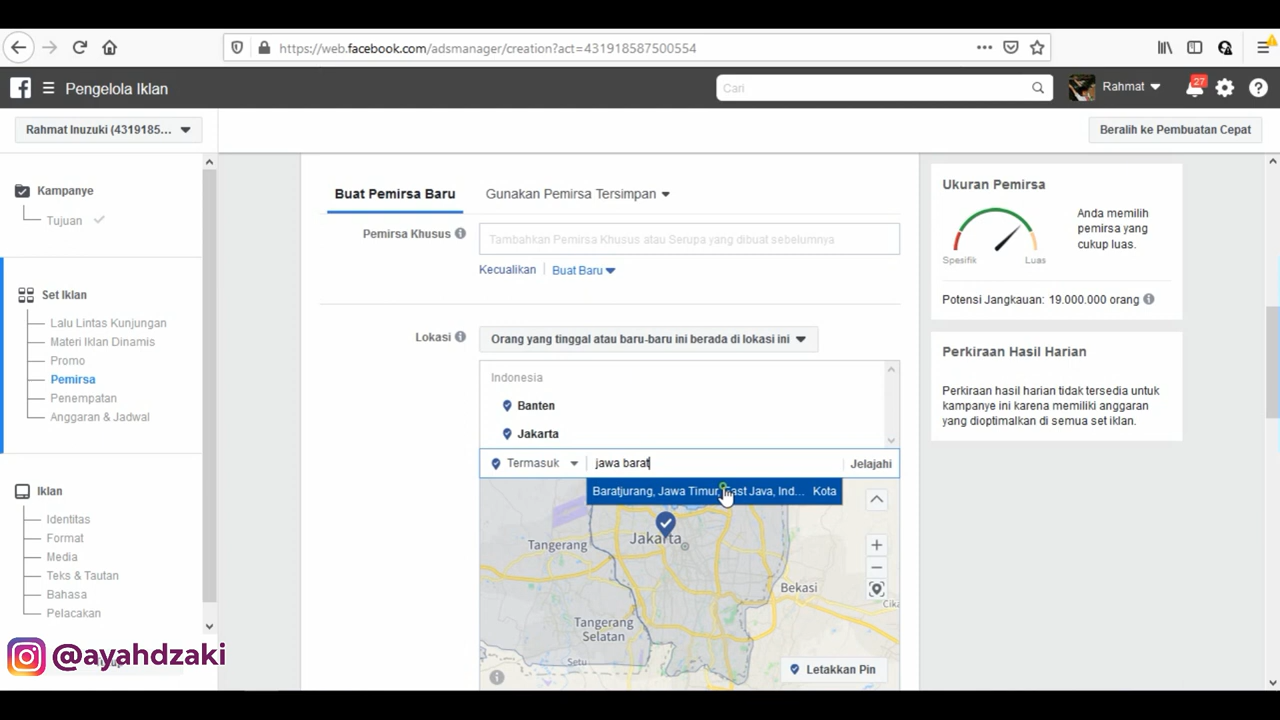 https://web.facebook.com/adsmanager/creation?act=431918587500554
Pengelola Iklan
Cari
Rahmat
27
Rahmat Inuzuki (4319185...
Beralih ke Pembuatan Cepat
Kampanye
Tujuan
Set Iklan
Lalu Lintas Kunjungan
Materi Iklan Dinamis
Promo
Pemirsa
Penempatan
Anggaran & Jadwal
Iklan
Identitas
Format
Media
Teks & Tautan
Bahasa
Pelacakan
@ayahdzaki
Buat Pemirsa Baru
Gunakan Pemirsa Tersimpan
Pemirsa Khusus
Tambahkan Pemirsa Khusus atau Serupa yang dibuat sebelumnya
Kecualikan
Buat Baru
Lokasi
Orang yang tinggal atau baru-baru ini berada di lokasi ini
Indonesia
Banten
Jakarta
Termasuk
jawa barat
Jelajahi
Baratjurang, Jawa Timur, East Java, Ind... Kota
Jakarta
Tangerang
Bekasi
Tangerang
Selatan
Setu
Letakkan Pin
Ukuran Pemirsa
Spesifik
Luas
Anda memilih
pemirsa yang
cukup luas.
Potensi Jangkauan: 19.000.000 orang
Perkiraan Hasil Harian
Perkiraan hasil harian tidak tersedia untuk
kampanye ini karena memiliki anggaran
yang dioptimalkan di semua set iklan.